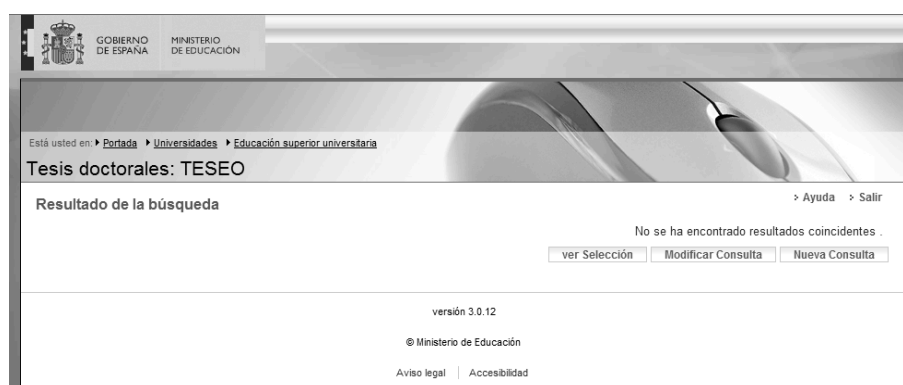 GOBIERNO DE ESPAÑA
MINISTERIO DE EDUCACIÓN
Está usted en: Portada Universidades Educación superior universitaria
Tesis doctorales: TESEO
Resultado de la búsqueda
Ayuda Salir
No se ha encontrado resultados coincidentes .
ver Selección Modificar Consulta Nueva Consulta
versión 3.0.12
© Ministerio de Educación
Aviso legal Accesibilidad